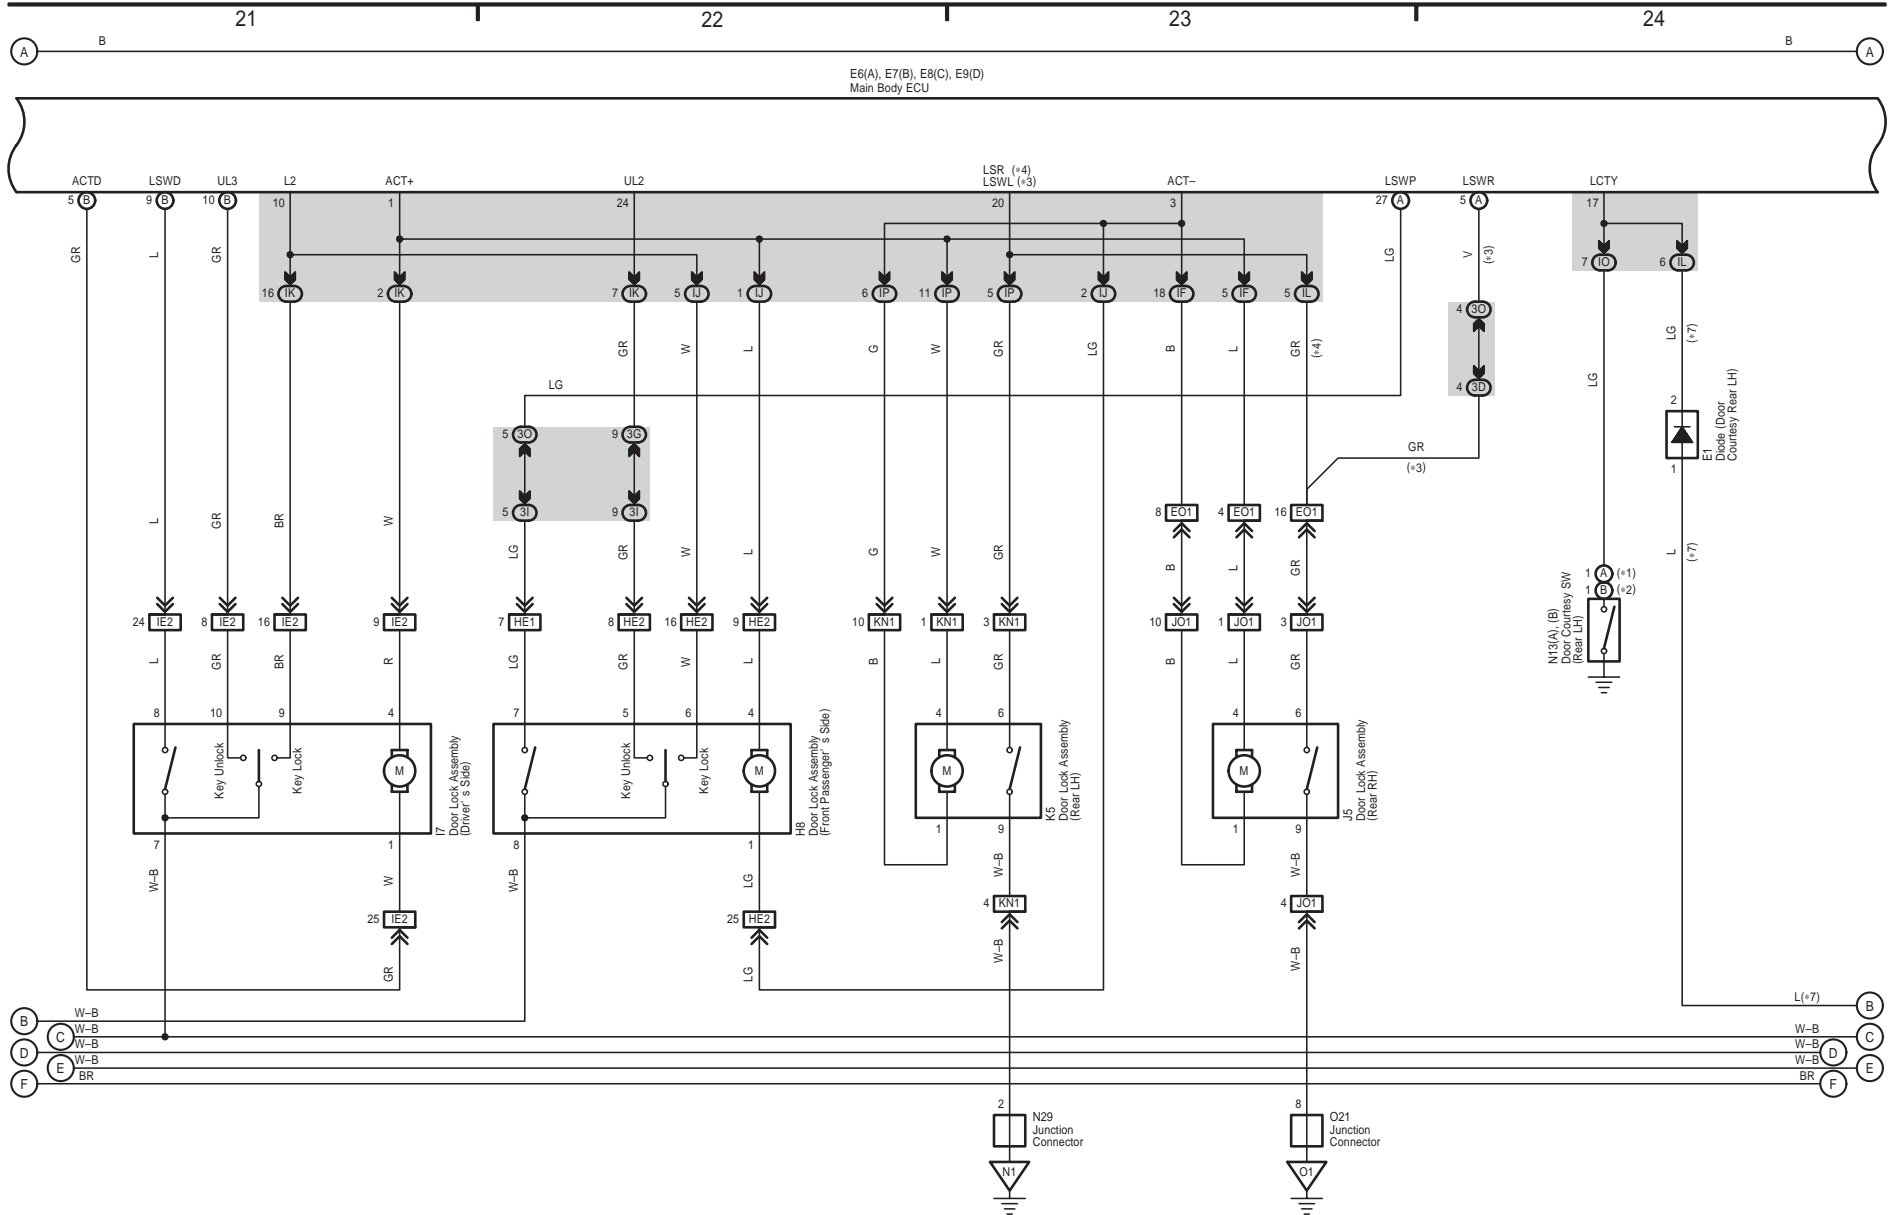 21 22 23 24
A B B A
E6(A), E7(B), E8(C), E9(D)
Main Body ECU
LSR (∗4)
ACTD LSWD UL3 L2 ACT+ UL2 LSWL (∗3) ACT– LSWP LSWR LCTY
5 B 9 B 10 B 10 1 24 20 3 27 A 5 A 17
GR L GR LG V (∗3)
7 IO 6 IL
16 IK 2 IK 7 IK 5 IJ 1 IJ 6 IP 11 IP 5 IP 2 IJ 18 IF 5 IF 5 IL
4 3O
GR W L G W GR LG B L GR (∗4) LG (∗7)
LG LG
4 3D
2
E1
Diode (Door
Courtesy Rear LH)
1
5 3O 9 3G
GR
(∗3)
5 3I 9 3I
8 EO1 4 EO1 16 EO1
L GR BR W
LG GR W L G W GR B L GR L (∗7)
1 A (∗1)
1 B (∗2)
N13(A), (B)
Door Courtesy SW
(Rear LH)
24 IE2 8 IE2 16 IE2 9 IE2 7 HE1 8 HE2 16 HE2 9 HE2 10 KN1 1 KN1 3 KN1 10 JO1 1 JO1 3 JO1
L GR BR R LG GR W L B L GR B L GR
8 10 9 4 7 5 6 4 4 6 4 6
Key Unlock Key Lock M
I7
Door Lock Assembly
(Driver’s Side)
Key Unlock Key Lock M
H8
Door Lock Assembly
(Front Passenger’s Side)
M
K5
Door Lock Assembly
(Rear LH)
M
J5
Door Lock Assembly
(Rear RH)
1 9 1 9
7 1 8 1
W–B W W–B LG W–B W–B
4 KN1 4 JO1
25 IE2 25 HE2
GR LG W–B W–B
B W–B L(∗7) B
C W–B W–B C
D W–B W–B D
E W–B W–B E
F BR BR F
2 N29
Junction
Connector
8 O21
Junction
Connector
N1 O1